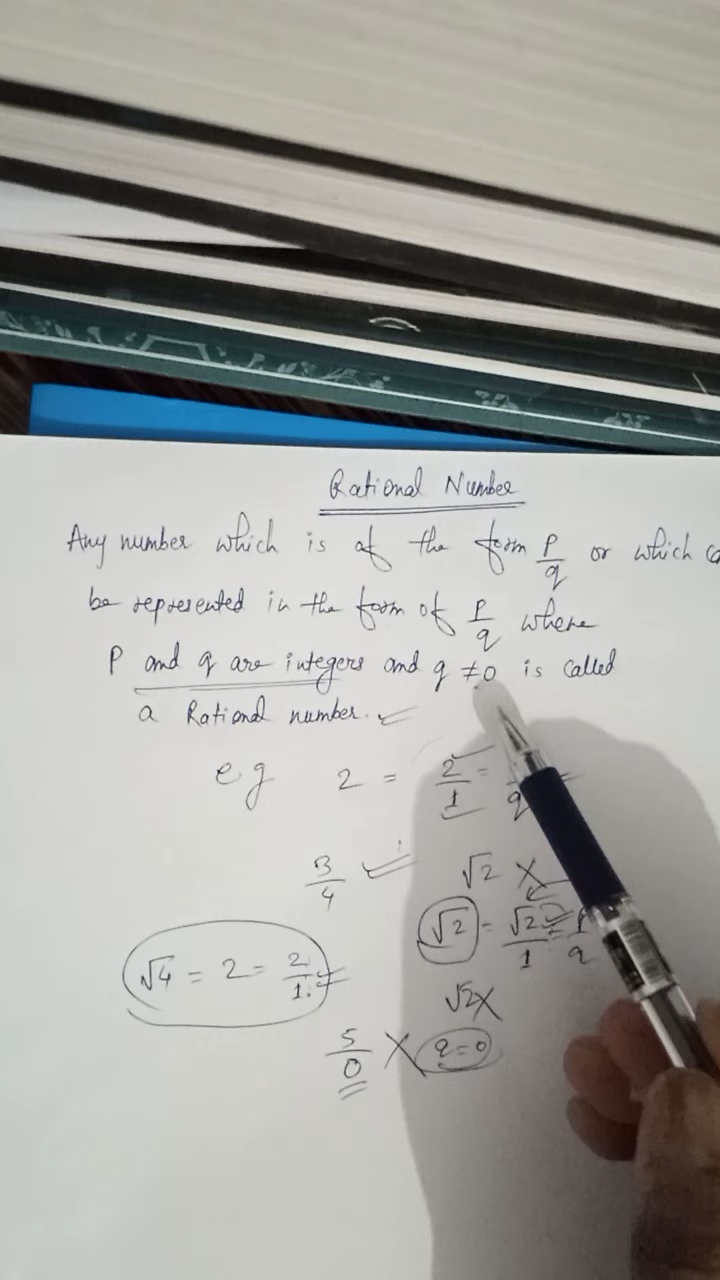 Rational Number
Any number which is of the form P/q or which
be represented in the form of P/q where
P and q are integers and q ≠ 0 is called
a Rational number.
eg 2 = 2/1 =
3/4
√2 ×
√2 = √2/1 = P/q
√4 = 2 = 2/1
√2 ×
5/0 × q=0